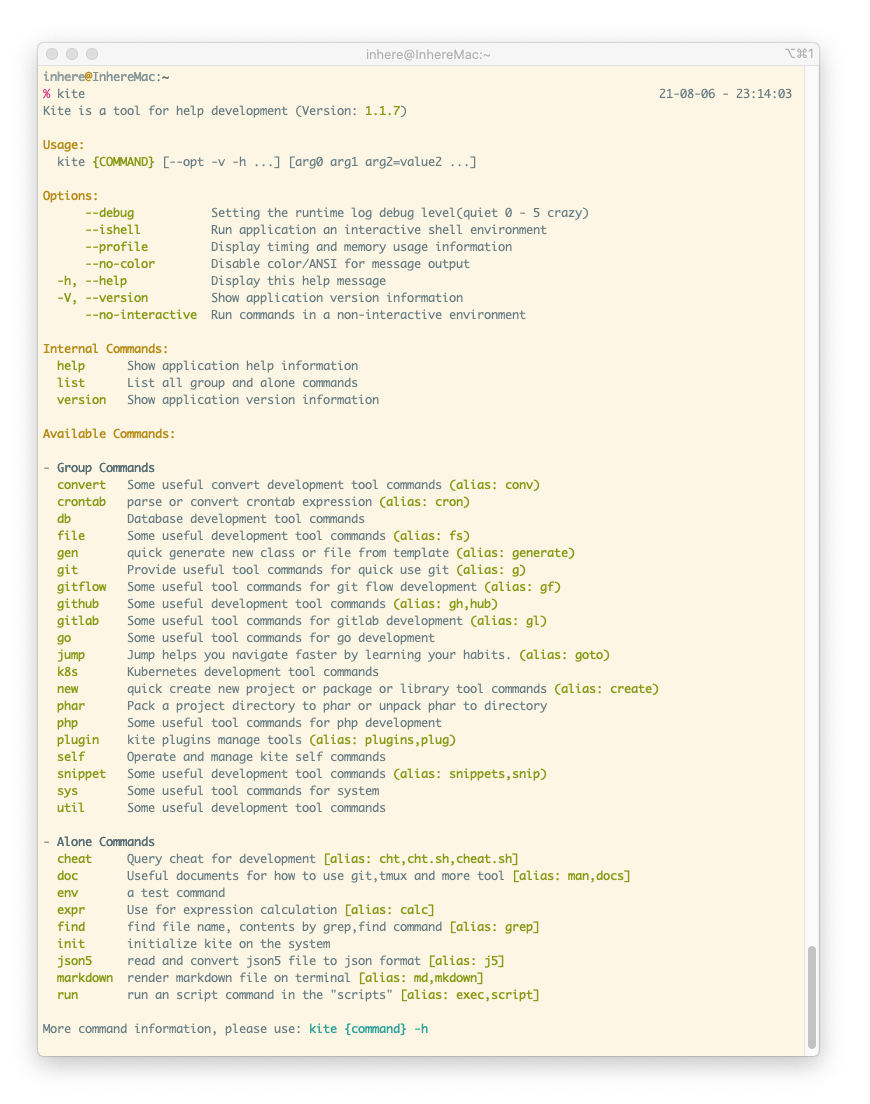 inhere@InhereMac:~
⌥⌘1
inhere@InhereMac:~
% kite 21-08-06 - 23:14:03
Kite is a tool for help development (Version: 1.1.7)
Usage:
kite {COMMAND} [--opt -v -h ...] [arg0 arg1 arg2=value2 ...]
Options:
--debug Setting the runtime log debug level(quiet 0 - 5 crazy)
--ishell Run application an interactive shell environment
--profile Display timing and memory usage information
--no-color Disable color/ANSI for message output
-h, --help Display this help message
-V, --version Show application version information
--no-interactive Run commands in a non-interactive environment
Internal Commands:
help Show application help information
list List all group and alone commands
version Show application version information
Available Commands:
- Group Commands
convert Some useful convert development tool commands (alias: conv)
crontab parse or convert crontab expression (alias: cron)
db Database development tool commands
file Some useful development tool commands (alias: fs)
gen quick generate new class or file from template (alias: generate)
git Provide useful tool commands for quick use git (alias: g)
gitflow Some useful tool commands for git flow development (alias: gf)
github Some useful development tool commands (alias: gh,hub)
gitlab Some useful tool commands for gitlab development (alias: gl)
go Some useful tool commands for go development
jump Jump helps you navigate faster by learning your habits. (alias: goto)
k8s Kubernetes development tool commands
new quick create new project or package or library tool commands (alias: create)
phar Pack a project directory to phar or unpack phar to directory
php Some useful tool commands for php development
plugin kite plugins manage tools (alias: plugins,plug)
self Operate and manage kite self commands
snippet Some useful development tool commands (alias: snippets,snip)
sys Some useful tool commands for system
util Some useful development tool commands
- Alone Commands
cheat Query cheat for development [alias: cht,cht.sh,cheat.sh]
doc Useful documents for how to use git,tmux and more tool [alias: man,docs]
env a test command
expr Use for expression calculation [alias: calc]
find find file name, contents by grep,find command [alias: grep]
init initialize kite on the system
json5 read and convert json5 file to json format [alias: j5]
markdown render markdown file on terminal [alias: md,mkdown]
run run an script command in the "scripts" [alias: exec,script]
More command information, please use: kite {command} -h